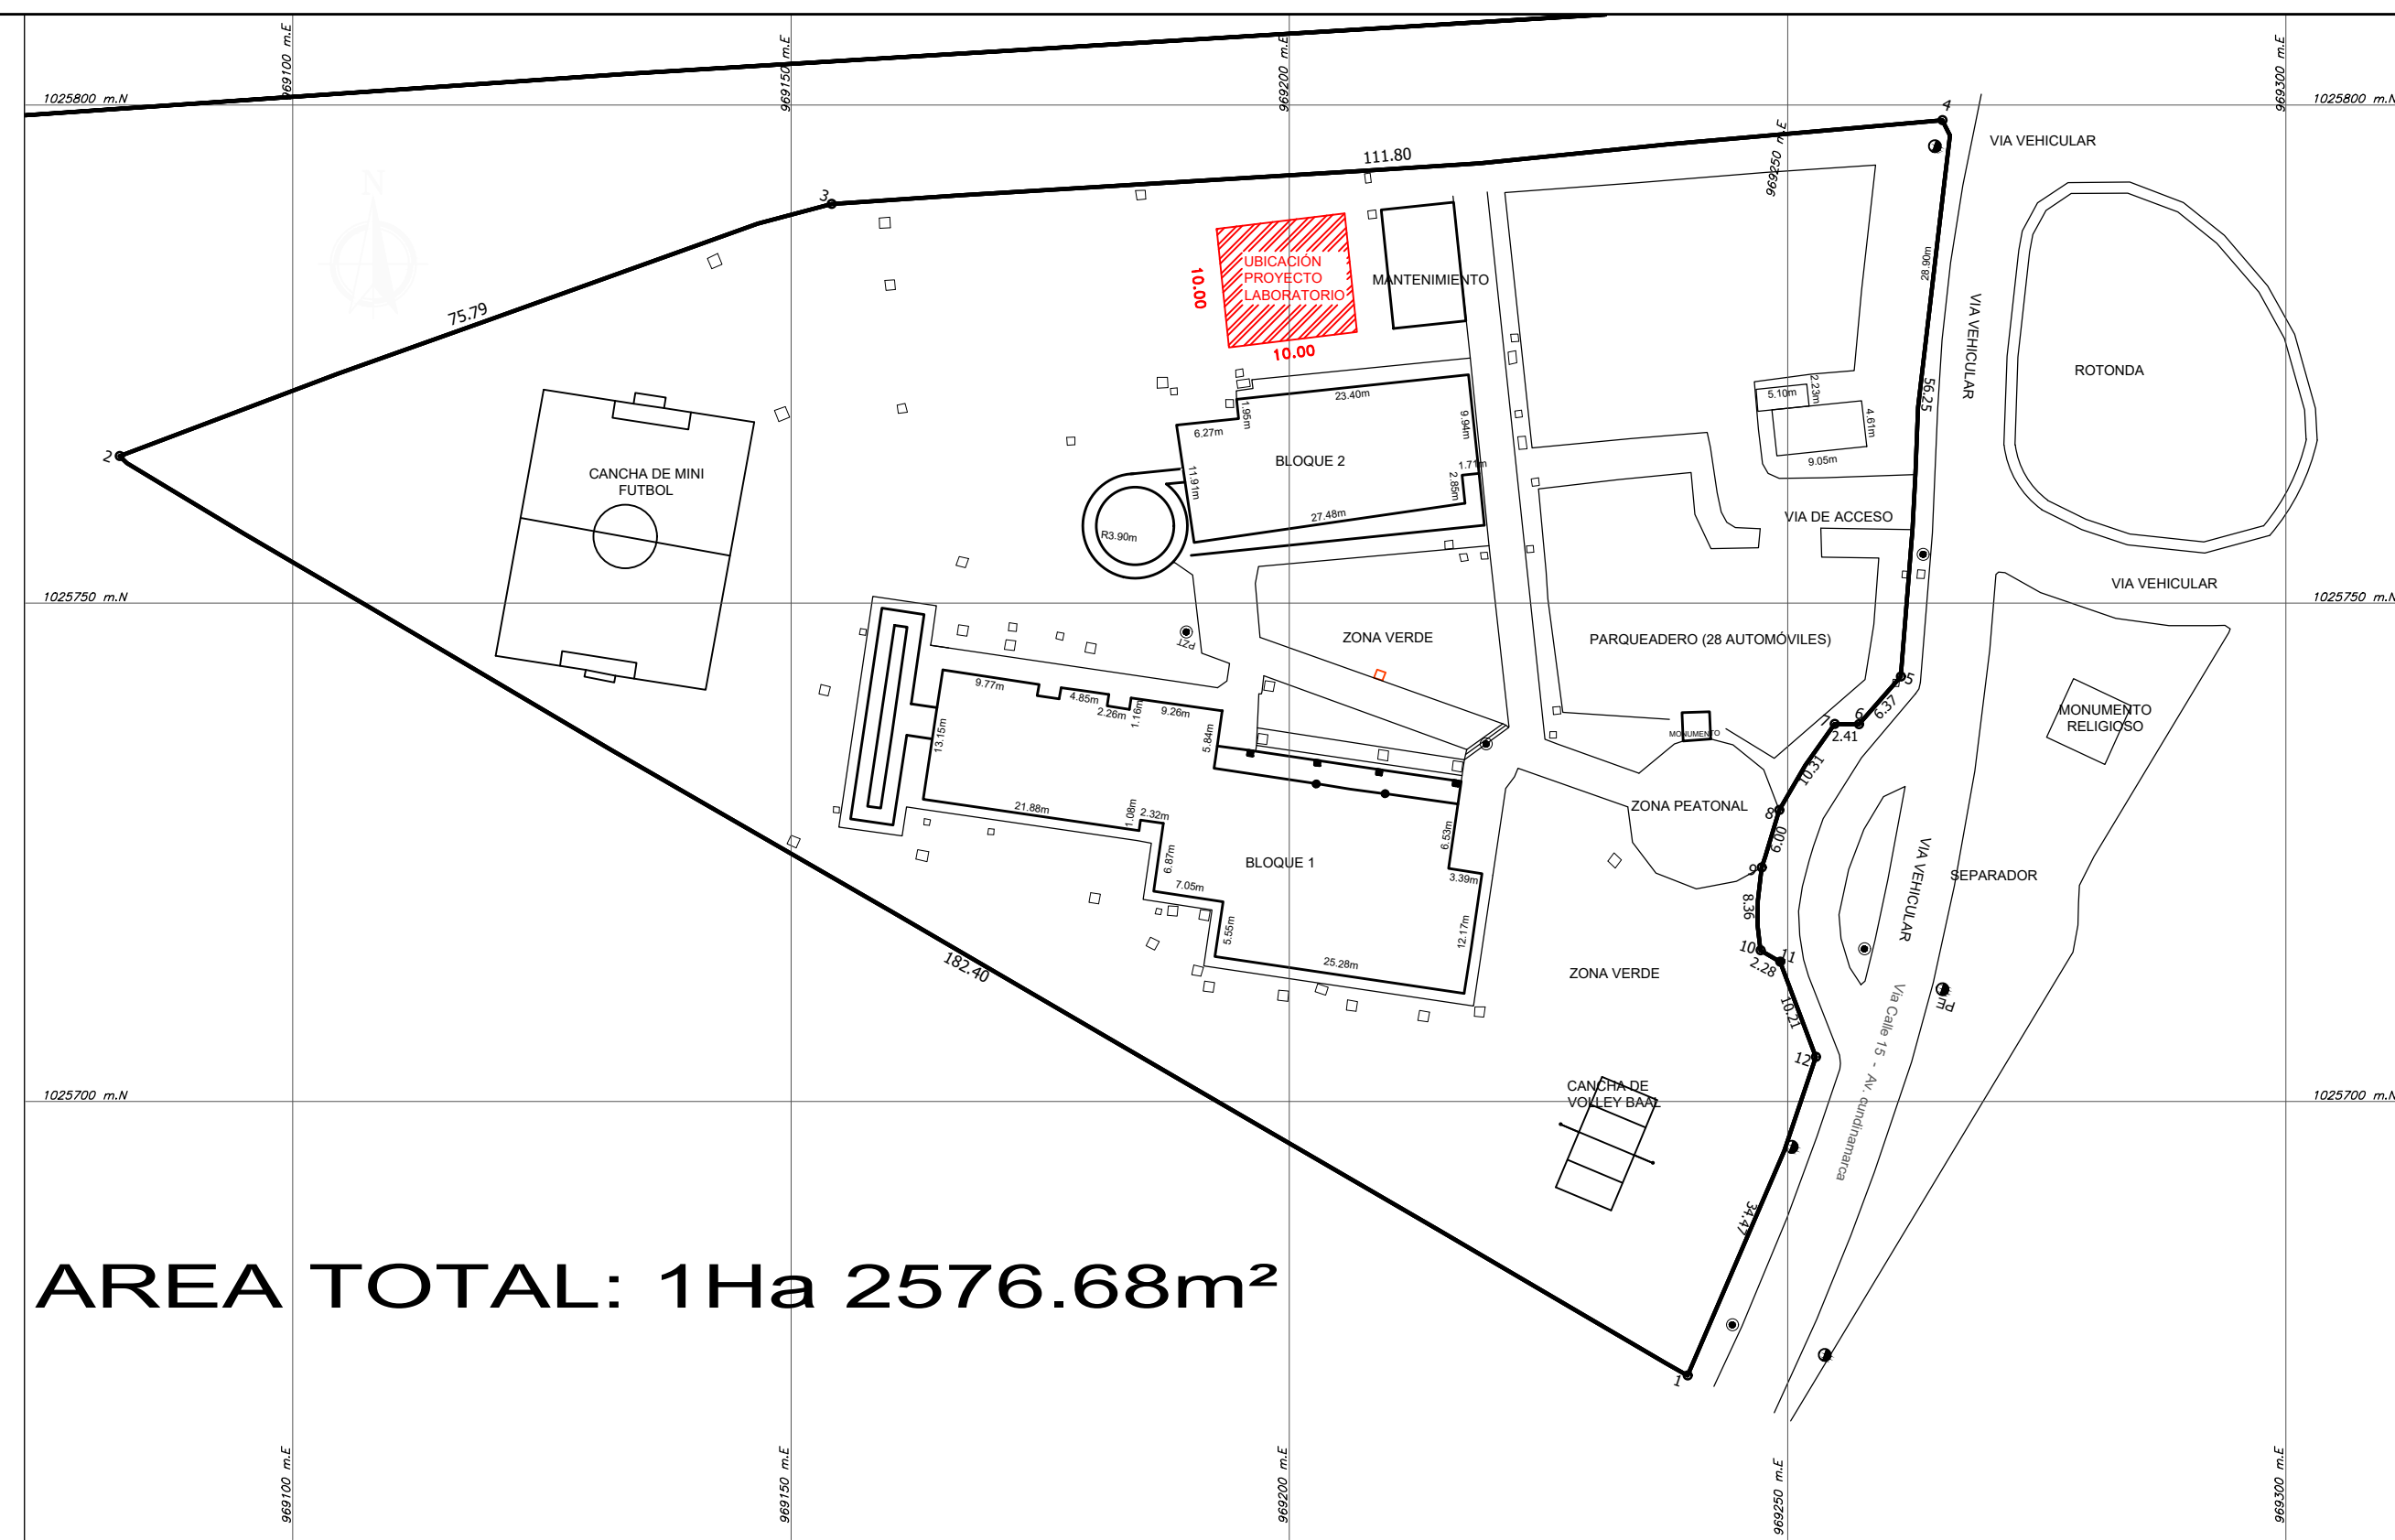 969100 m.E
969150 m.E
969200 m.E
969250 m.E
969300 m.E
1025800 m.N
1025800 m.N
N
4
VIA VEHICULAR
111.80
3
75.79
UBICACIÓN
PROYECTO
LABORATORIO
10.00
10.00
MANTENIMIENTO
28.90m
VIA VEHICULAR
56.25
ROTONDA
2
CANCHA DE MINI
FUTBOL
23.40m
1.95m
6.27m
9.94m
BLOQUE 2
1.71m
2.85m
11.91m
27.48m
R3.90m
5.10m
2.23m
4.61m
9.05m
VIA DE ACCESO
VIA VEHICULAR
1025750 m.N
1025750 m.N
PZT
ZONA VERDE
PARQUEADERO (28 AUTOMÓVILES)
5
6.37
6
7
2.41
MONUMENTO
MONUMENTO
RELIGIOSO
9.77m
4.85m
2.26m
1.16m
9.26m
5.84m
13.15m
21.88m
1.08m
2.32m
6.87m
7.05m
5.55m
BLOQUE 1
6.53m
3.39m
12.17m
25.28m
10.31
ZONA PEATONAL
8
6.00
9
8.36
10
11
2.28
10.21
12
VIA VEHICULAR
SEPARADOR
ZONA VERDE
182.40
PE
Via Calle 15 - Av. cundinamarca
1025700 m.N
1025700 m.N
CANCHA DE
VOLLEY BAAL
34.47
1
AREA TOTAL: 1Ha 2576.68m²
969100 m.E
969150 m.E
969200 m.E
969250 m.E
969300 m.E